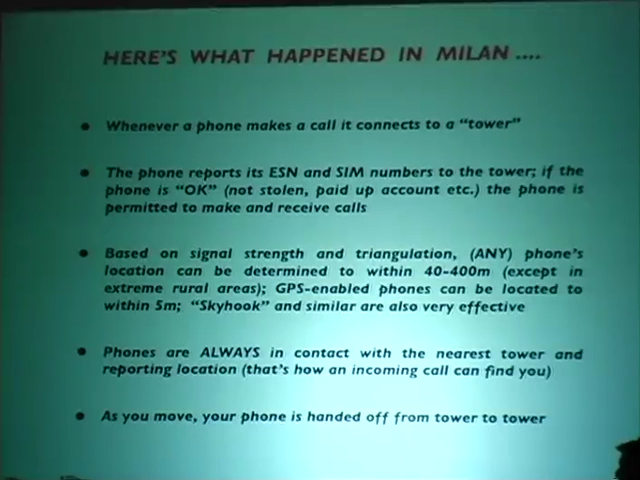 HERE'S WHAT HAPPENED IN MILAN ....
• Whenever a phone makes a call it connects to a "tower"
• The phone reports its ESN and SIM numbers to the tower; if the
phone is "OK" (not stolen, paid up account etc.) the phone is
permitted to make and receive calls
• Based on signal strength and triangulation, (ANY) phone's
location can be determined to within 40-400m (except in
extreme rural areas); GPS-enabled phones can be located to
within 5m; "Skyhook" and similar are also very effective
• Phones are ALWAYS in contact with the nearest tower and
reporting location (that's how an incoming call can find you)
• As you move, your phone is handed off from tower to tower